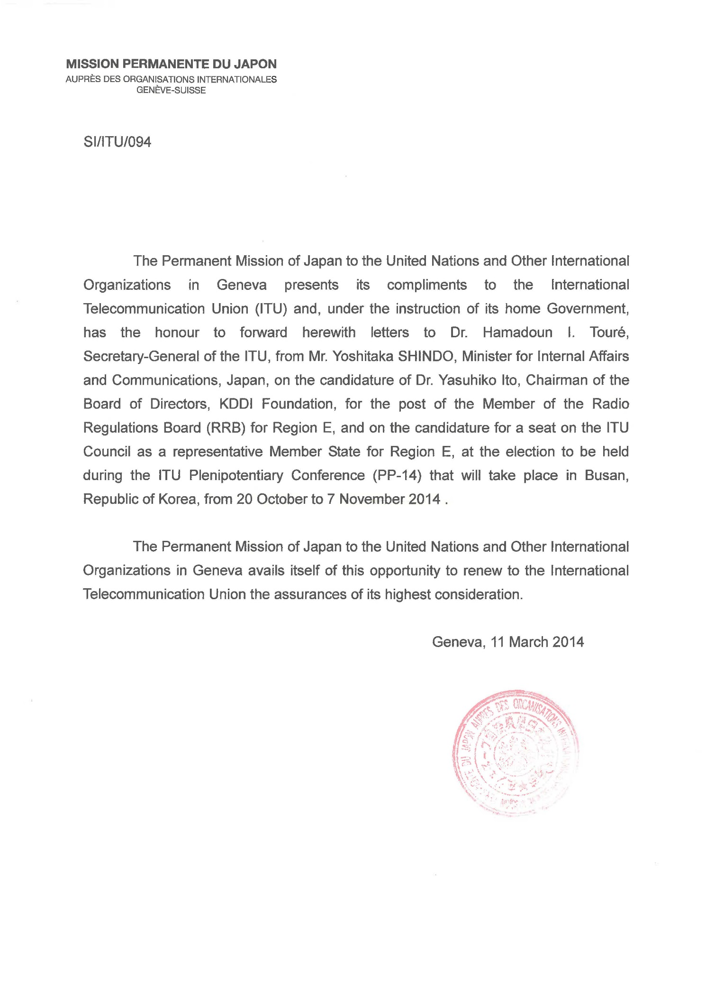 MISSION PERMANENTE DU JAPON
AUPRÈS DES ORGANISATIONS INTERNATIONALES
GENÈVE-SUISSE
SI/ITU/094
The Permanent Mission of Japan to the United Nations and Other International
Organizations in Geneva presents its compliments to the International
Telecommunication Union (ITU) and, under the instruction of its home Government,
has the honour to forward herewith letters to Dr. Hamadoun I. Touré,
Secretary-General of the ITU, from Mr. Yoshitaka SHINDO, Minister for Internal Affairs
and Communications, Japan, on the candidature of Dr. Yasuhiko Ito, Chairman of the
Board of Directors, KDDI Foundation, for the post of the Member of the Radio
Regulations Board (RRB) for Region E, and on the candidature for a seat on the ITU
Council as a representative Member State for Region E, at the election to be held
during the ITU Plenipotentiary Conference (PP-14) that will take place in Busan,
Republic of Korea, from 20 October to 7 November 2014 .
The Permanent Mission of Japan to the United Nations and Other International
Organizations in Geneva avails itself of this opportunity to renew to the International
Telecommunication Union the assurances of its highest consideration.
Geneva, 11 March 2014
DU JAPON AUPRÈS DES ORGANISATIONS